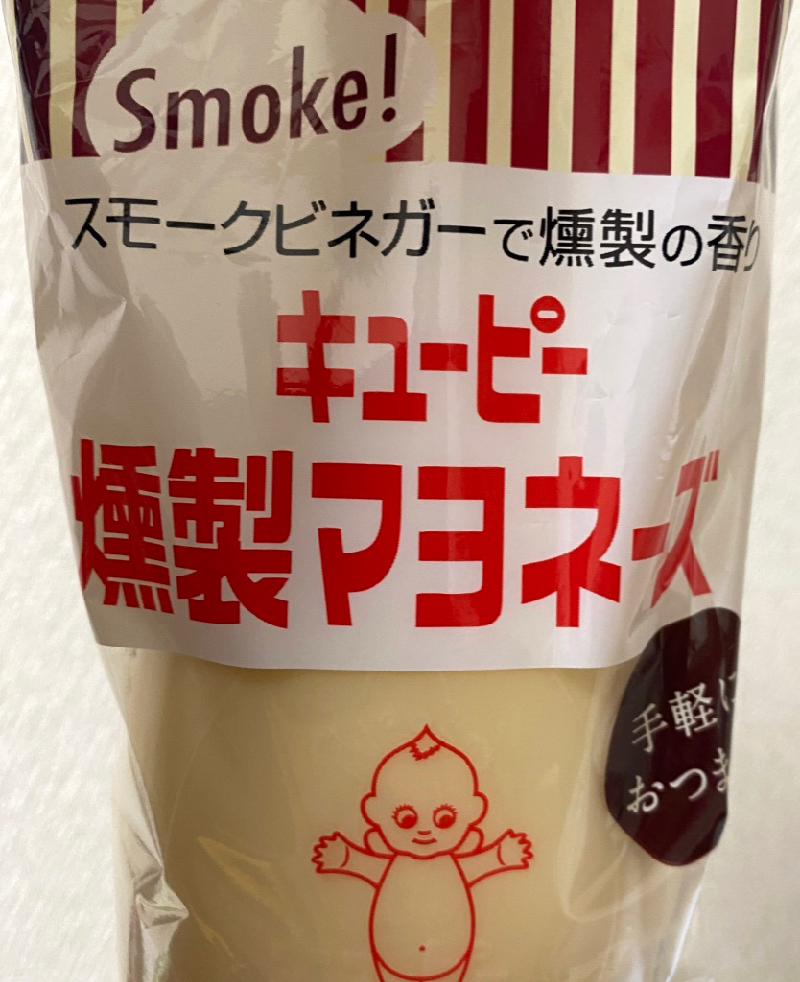 Smoke!
スモークビネガーで燻製の香り
キユーピー
燻製マヨネーズ
手軽に
おつま